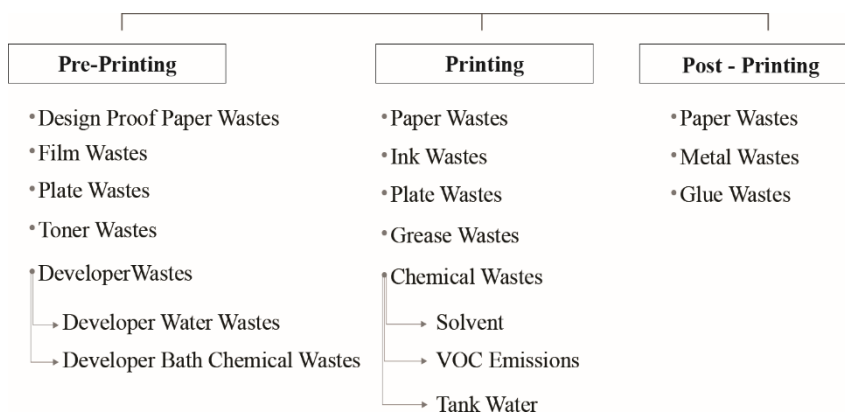 Pre-Printing
• Design Proof Paper Wastes
• Film Wastes
• Plate Wastes
• Toner Wastes
• DeveloperWastes
Developer Water Wastes
Developer Bath Chemical Wastes
Printing
• Paper Wastes
• Ink Wastes
• Plate Wastes
• Grease Wastes
• Chemical Wastes
Solvent
VOC Emissions
Tank Water
Post - Printing
• Paper Wastes
• Metal Wastes
• Glue Wastes